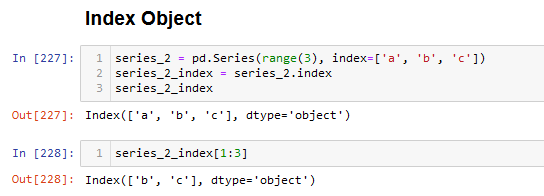 Index Object
In [227]: 1 series_2 = pd.Series(range(3), index=['a', 'b', 'c'])
2 series_2_index = series_2.index
3 series_2_index
Out[227]: Index(['a', 'b', 'c'], dtype='object')
In [228]: 1 series_2_index[1:3]
Out[228]: Index(['b', 'c'], dtype='object')